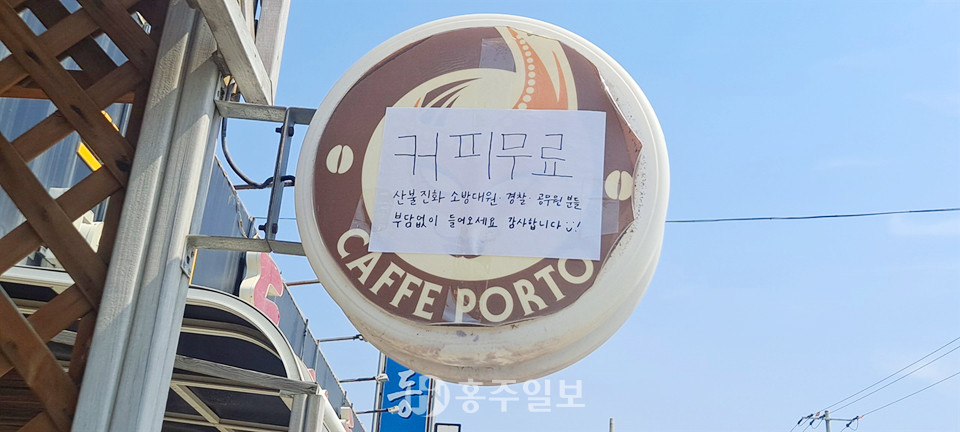 커피무료
산불진화 소방대원·경찰·공무원분들
부담없이 들어오세요 감사합니다 :)!
CAFFE PORTO
동
홍주일보